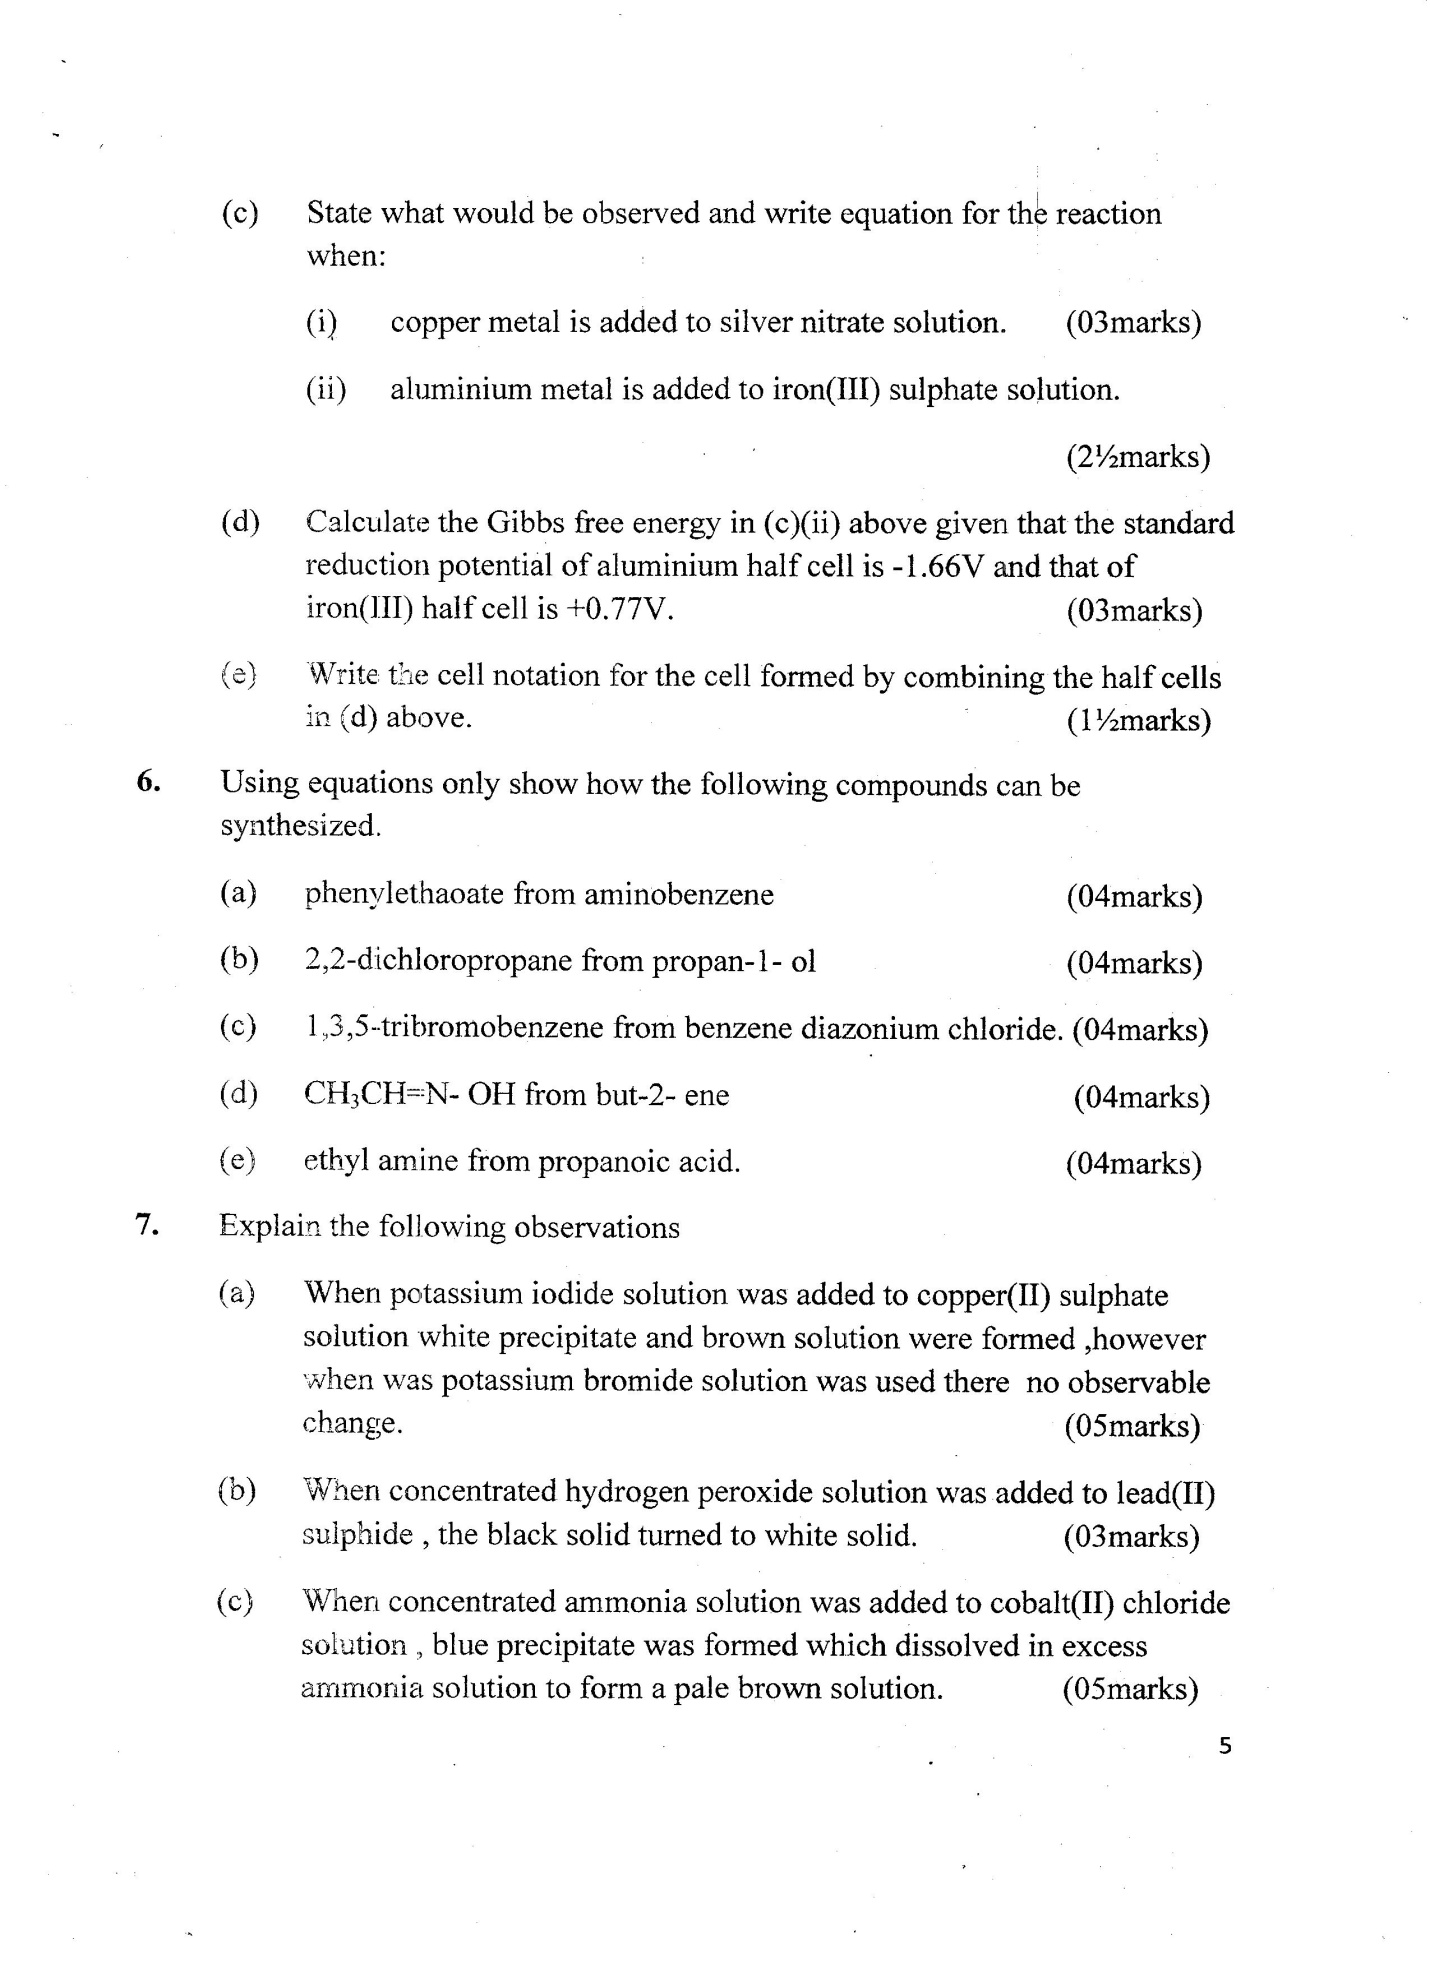 (c) State what would be observed and write equation for the reaction
when:
(i) copper metal is added to silver nitrate solution. (03marks)
(ii) aluminium metal is added to iron(III) sulphate solution.
(2½marks)
(d) Calculate the Gibbs free energy in (c)(ii) above given that the standard
reduction potential of aluminium half cell is -1.66V and that of
iron(III) half cell is +0.77V. (03marks)
(e) Write the cell notation for the cell formed by combining the half cells
in (d) above. (1½marks)
6. Using equations only show how the following compounds can be
synthesized.
(a) phenylethaoate from aminobenzene (04marks)
(b) 2,2-dichloropropane from propan-1- ol (04marks)
(c) 1,3,5-tribromobenzene from benzene diazonium chloride. (04marks)
(d) CH₃CH=N- OH from but-2- ene (04marks)
(e) ethyl amine from propanoic acid. (04marks)
7. Explain the following observations
(a) When potassium iodide solution was added to copper(II) sulphate
solution white precipitate and brown solution were formed ,however
when was potassium bromide solution was used there no observable
change. (05marks)
(b) When concentrated hydrogen peroxide solution was added to lead(II)
sulphide , the black solid turned to white solid. (03marks)
(c) When concentrated ammonia solution was added to cobalt(II) chloride
solution , blue precipitate was formed which dissolved in excess
ammonia solution to form a pale brown solution. (05marks)
5